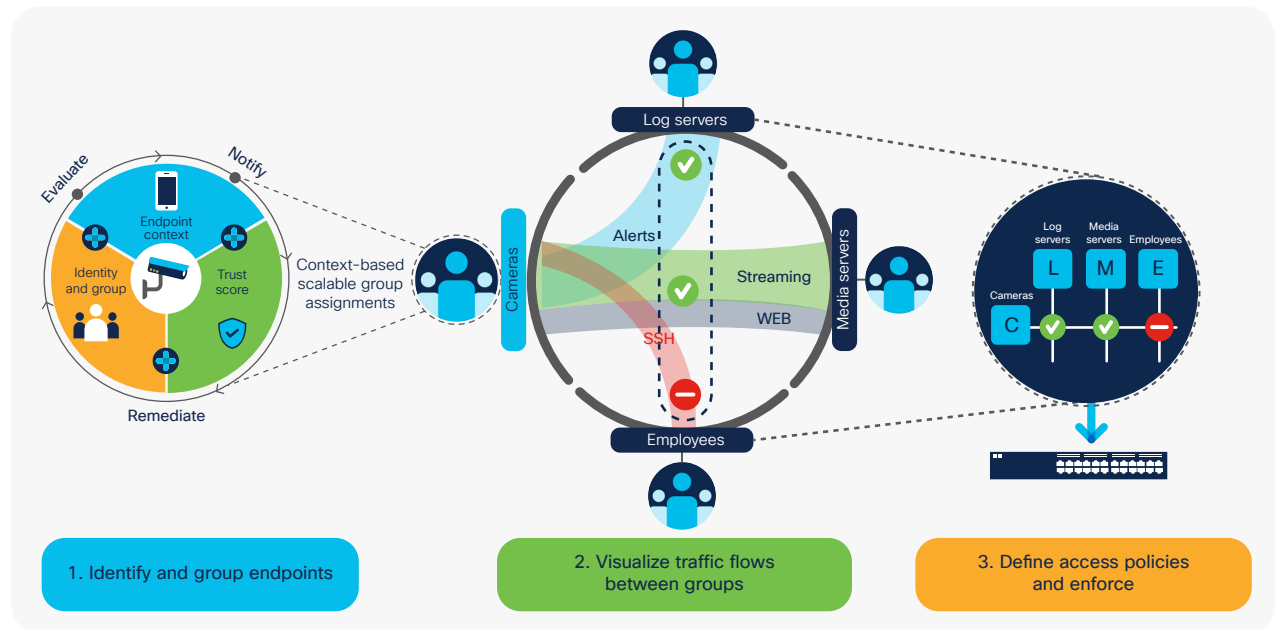 Evaluate
Notify
Endpoint
context
Identity
and group
Trust
score
Remediate
Context-based
scalable group
assignments
Log servers
Cameras
Alerts
Streaming
WEB
SSH
Media servers
Employees
Log
servers
Media
servers
Employees
L
M
E
Cameras
C
1. Identify and group endpoints
2. Visualize traffic flows
between groups
3. Define access policies
and enforce